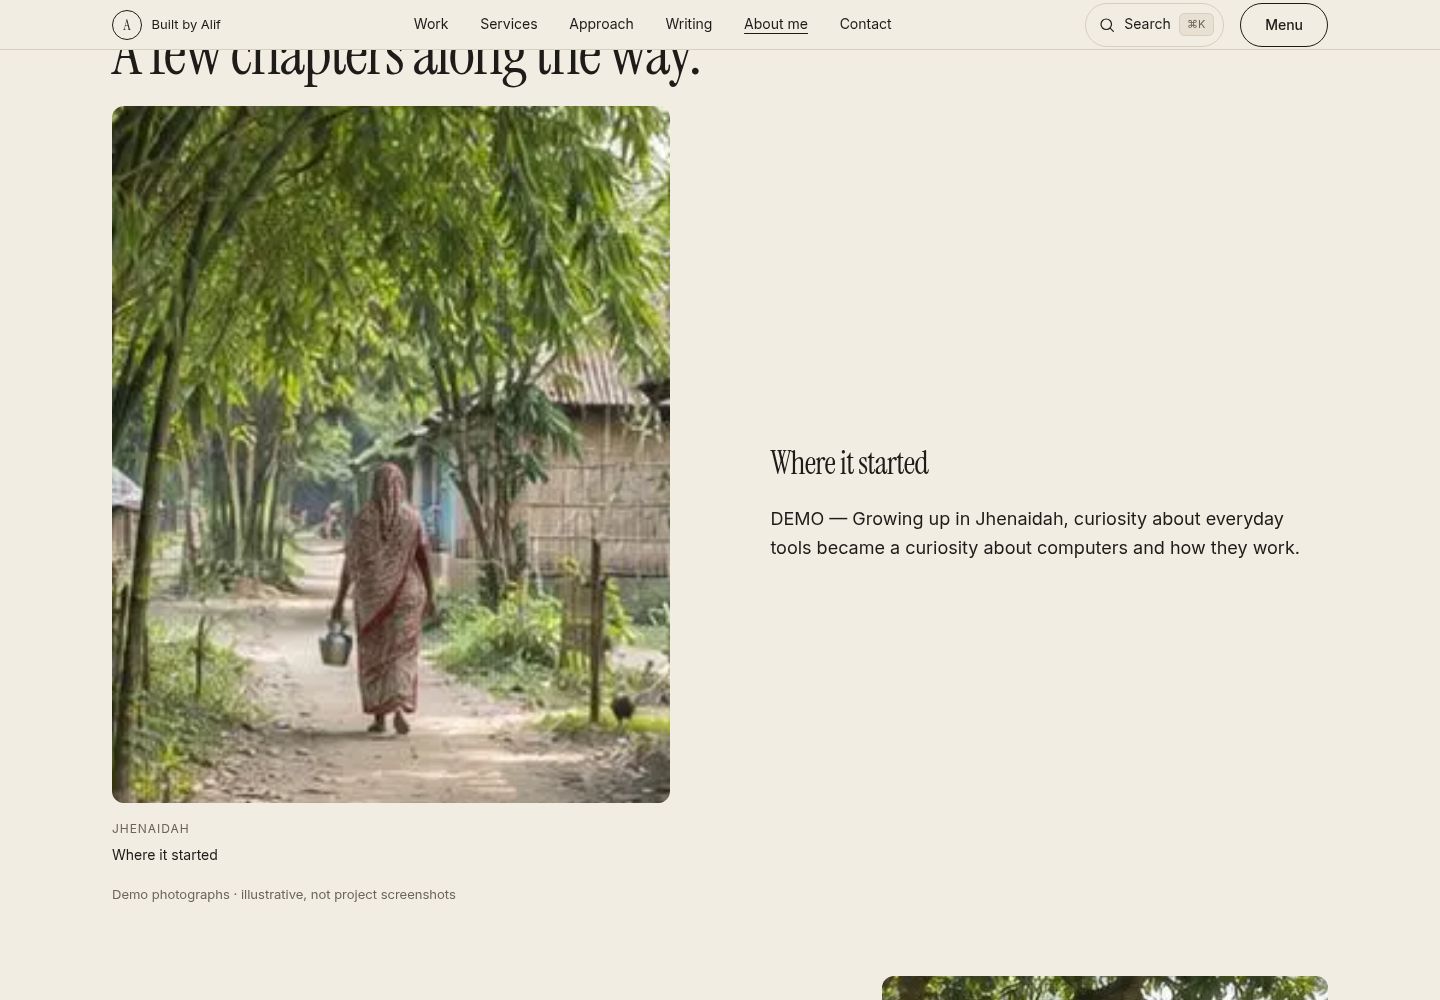 A
Built by Alif
Work
Services
Approach
Writing
About me
Contact
Search
⌘K
Menu
A few chapters along the way.
Where it started
DEMO — Growing up in Jhenaidah, curiosity about everyday
tools became a curiosity about computers and how they work.
JHENAIDAH
Where it started
Demo photographs · illustrative, not project screenshots